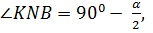 ∠KNB = 90⁰ − α/2,